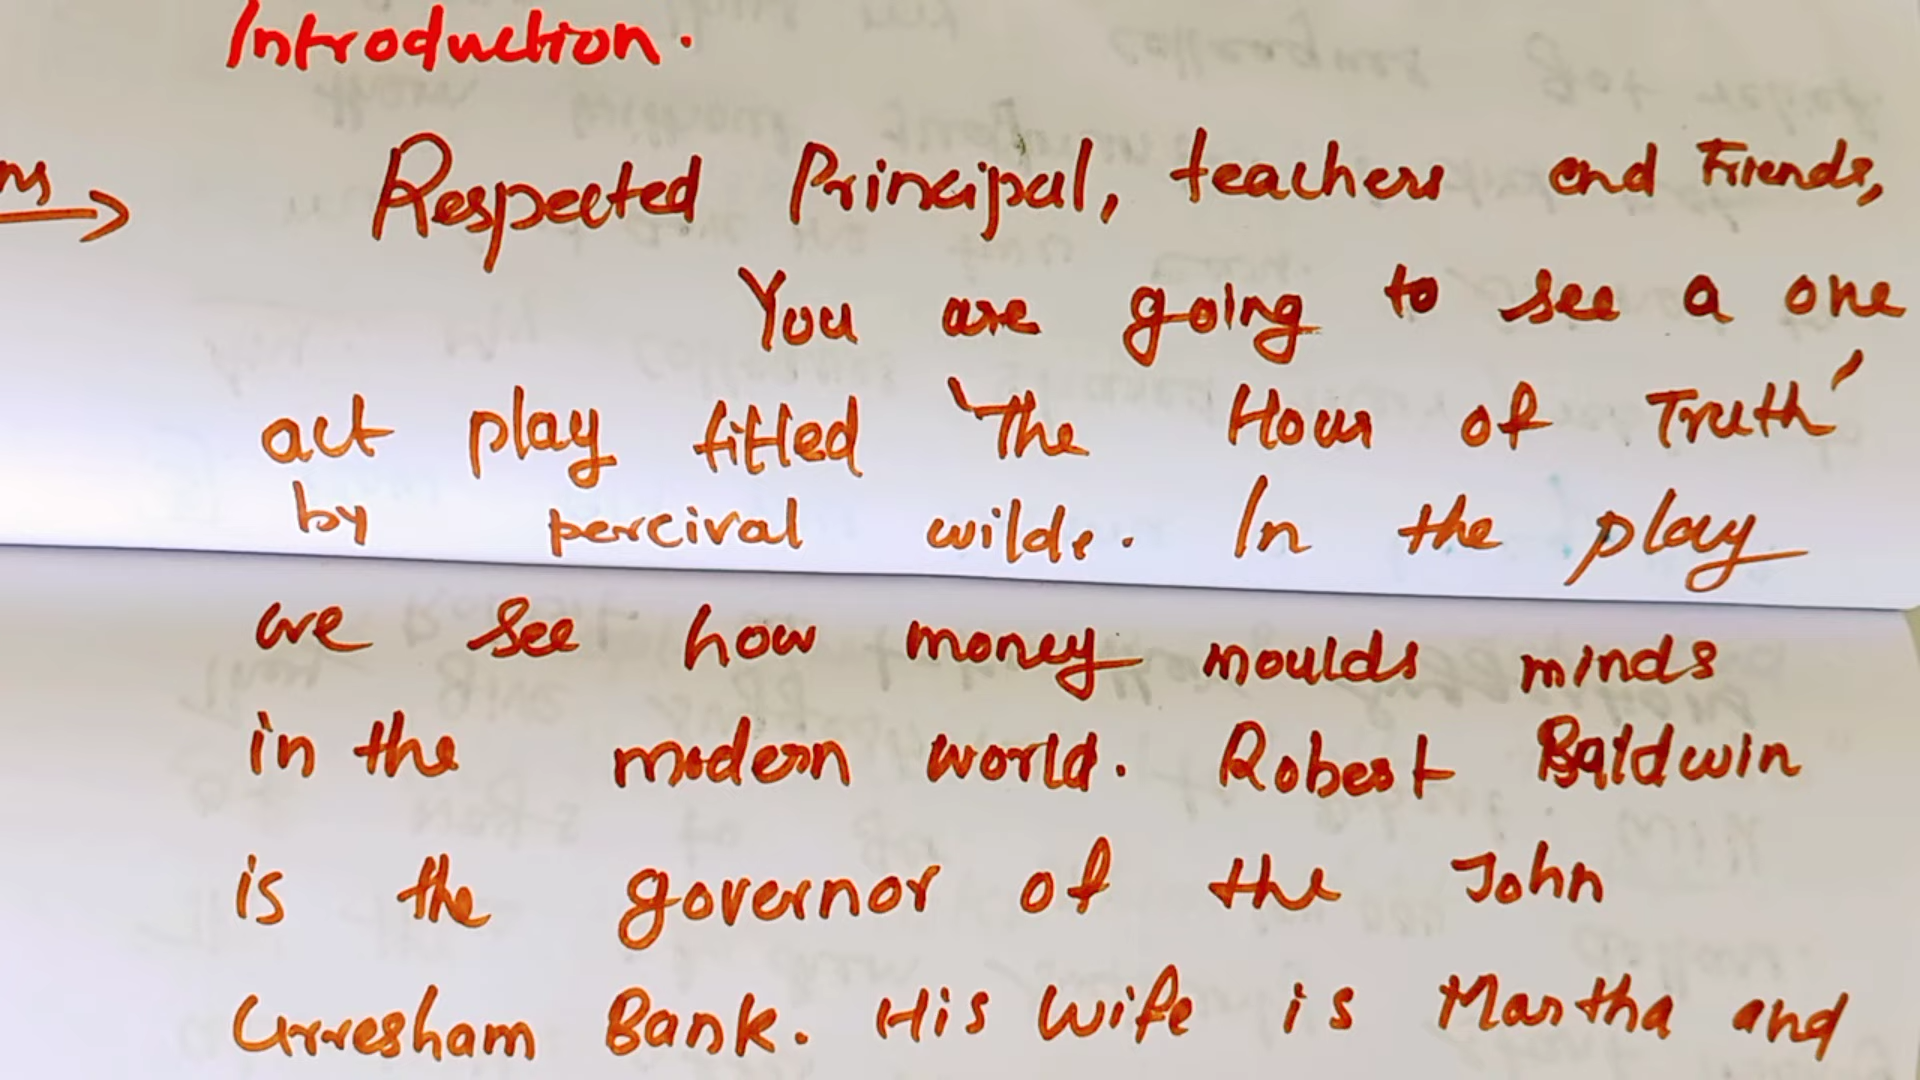 Introduction.
Respected Principal, teachers and Friends,
You are going to see a one
act play titled 'The Hour of Truth'
by percival wilde. In the play
we see how money moulds minds
in the modern world. Robert Baldwin
is the governor of the John
Gresham Bank. His wife is Martha and